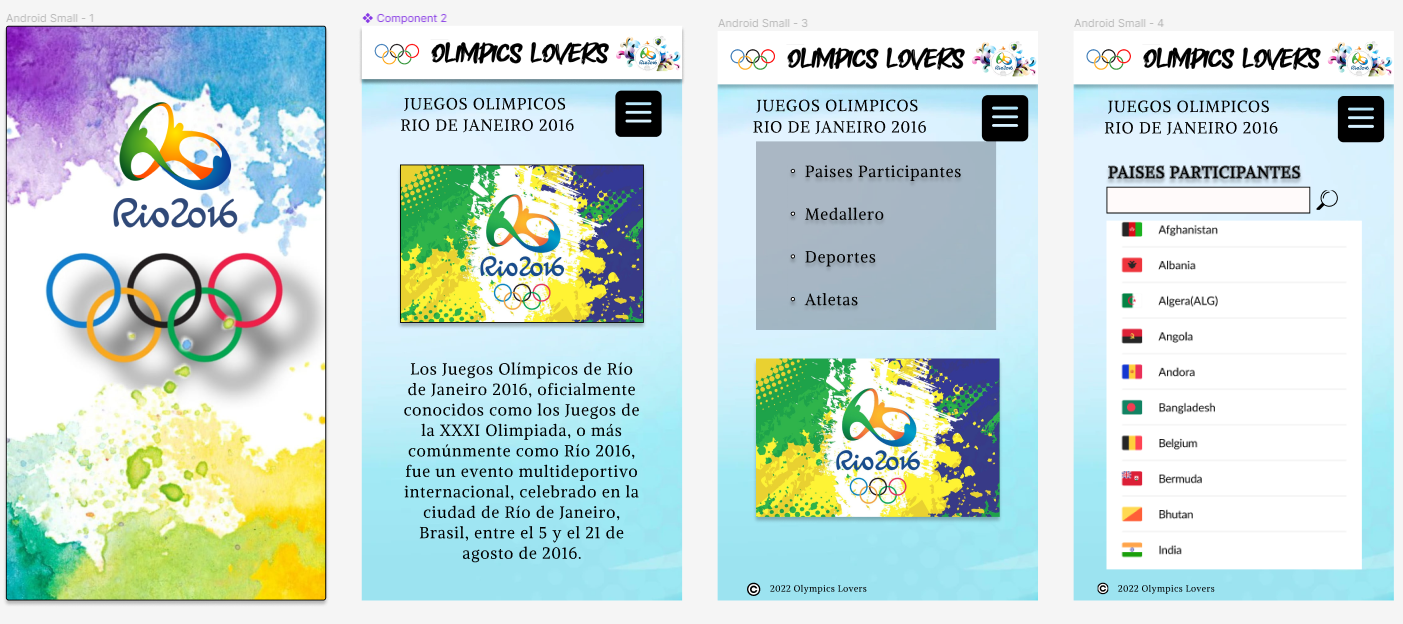 Android Small - 1
Rio2016
Component 2
OLIMPICS LOVERS
Rio2016
JUEGOS OLIMPICOS
RIO DE JANEIRO 2016
Rio2016
Los Juegos Olímpicos de Río
de Janeiro 2016, oficialmente
conocidos como los Juegos de
la XXXI Olimpiada, o más
comúnmente como Río 2016,
fue un evento multideportivo
internacional, celebrado en la
ciudad de Río de Janeiro,
Brasil, entre el 5 y el 21 de
agosto de 2016.
Android Small - 3
OLIMPICS LOVERS
Rio2016
JUEGOS OLIMPICOS
RIO DE JANEIRO 2016
Paises Participantes
Medallero
Deportes
Atletas
Rio2016
© 2022 Olympics Lovers
Android Small - 4
OLIMPICS LOVERS
Rio2016
JUEGOS OLIMPICOS
RIO DE JANEIRO 2016
PAISES PARTICIPANTES
Afghanistan
Albania
Algera(ALG)
Angola
Andora
Bangladesh
Belgium
Bermuda
Bhutan
India
© 2022 Olympics Lovers